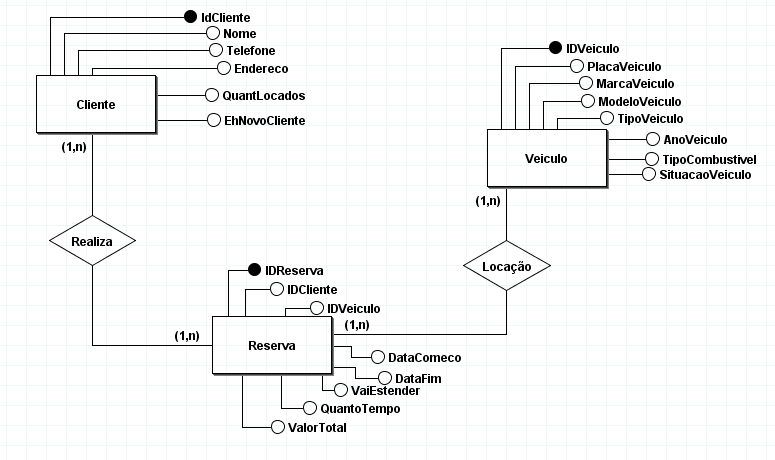 IdCliente
Nome
Telefone
Endereco
Cliente
QuantLocados
EhNovoCliente
(1,n)
Realiza
(1,n)
IDVeiculo
PlacaVeiculo
MarcaVeiculo
ModeloVeiculo
TipoVeiculo
Veiculo
AnoVeiculo
TipoCombustivel
SituacaoVeiculo
(1,n)
Locação
(1,n)
IDReserva
IDCliente
IDVeiculo
Reserva
DataComeco
DataFim
VaiEstender
QuantoTempo
ValorTotal